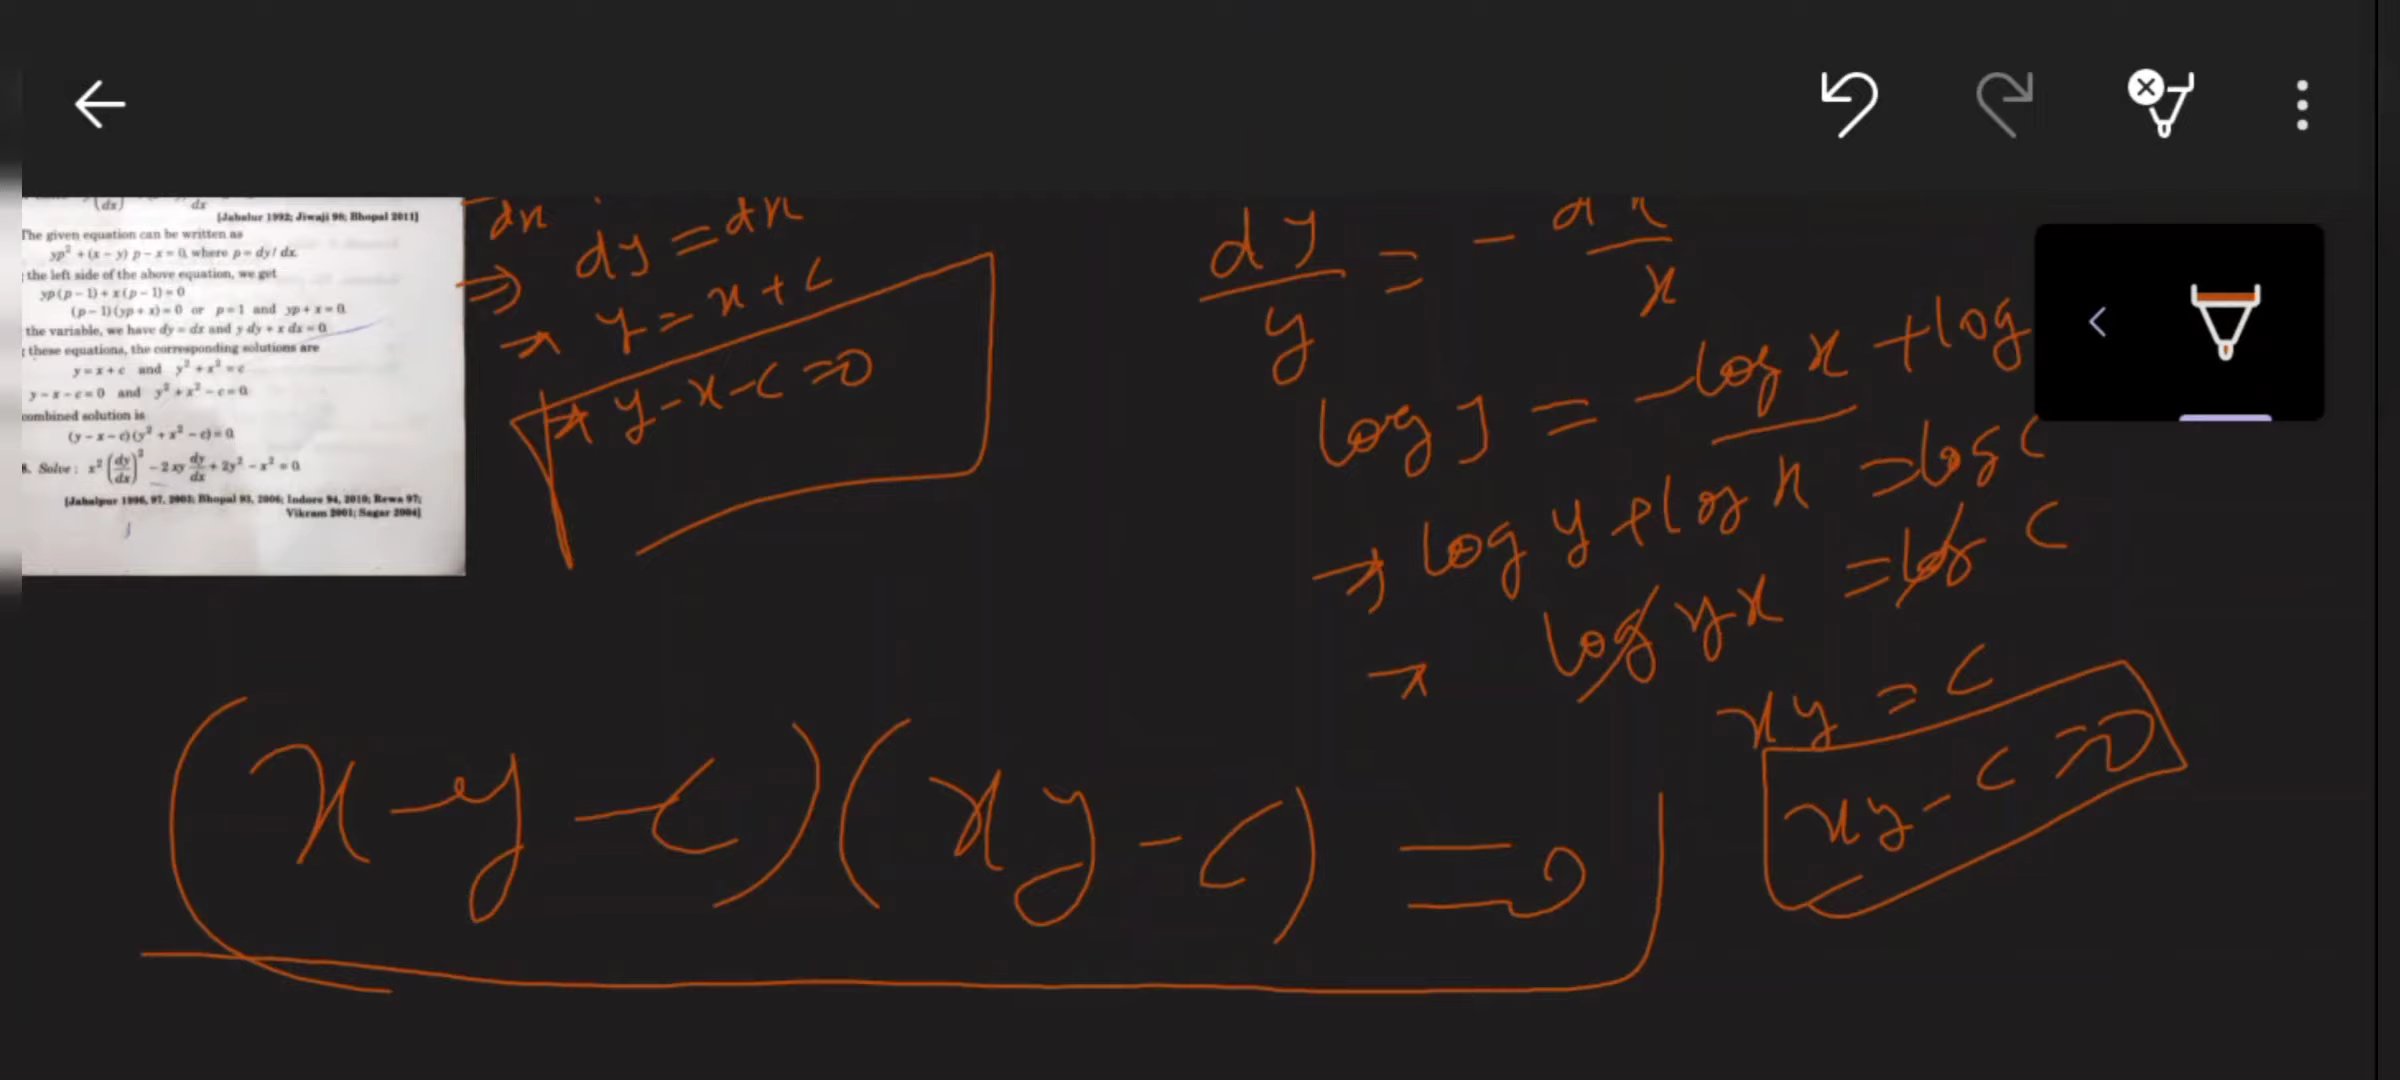 [Jabalur 1992; Jiwaji 98; Bhopal 2011]
The given equation can be written as
yp² + (x − y) p − x = 0, where p = dy / dx.
the left side of the above equation, we get
yp (p − 1) + x (p − 1) = 0
(p − 1) (yp + x) = 0 or p = 1 and yp + x = 0.
the variable, we have dy = dx and y dy + x dx = 0.
these equations, the corresponding solutions are
y = x + c and y² + x² = c
y − x − c = 0 and y² + x² − c = 0.
combined solution is
(y − x − c) (y² + x² − c) = 0.
8. Solve : x² (dy/dx)² − 2 xy dy/dx + 2y² − x² = 0.
[Jabalpur 1996, 97, 2003; Bhopal 93, 2006; Indore 94, 2010; Rewa 97;
Vikram 2001; Sagar 2004]
dx
⇒ dy = dx
→ y = x + c
→ y − x − c = 0
dy/y = − dx/x
log y = − log x + log
→ log y + log x = log c
→ log yx = log c
xy = c
xy − c = 0
(x − y − c) (xy − c) = 0